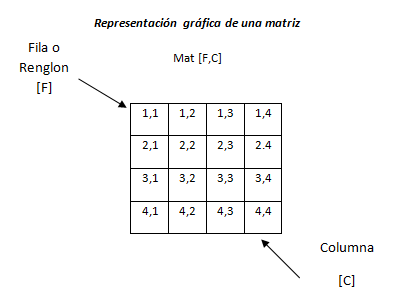 Representación gráfica de una matriz
Fila o
Renglon
[F]
Mat [F,C]
1,1 1,2 1,3 1,4
2,1 2,2 2,3 2.4
3,1 3,2 3,3 3,4
4,1 4,2 4,3 4,4
Columna
[C]